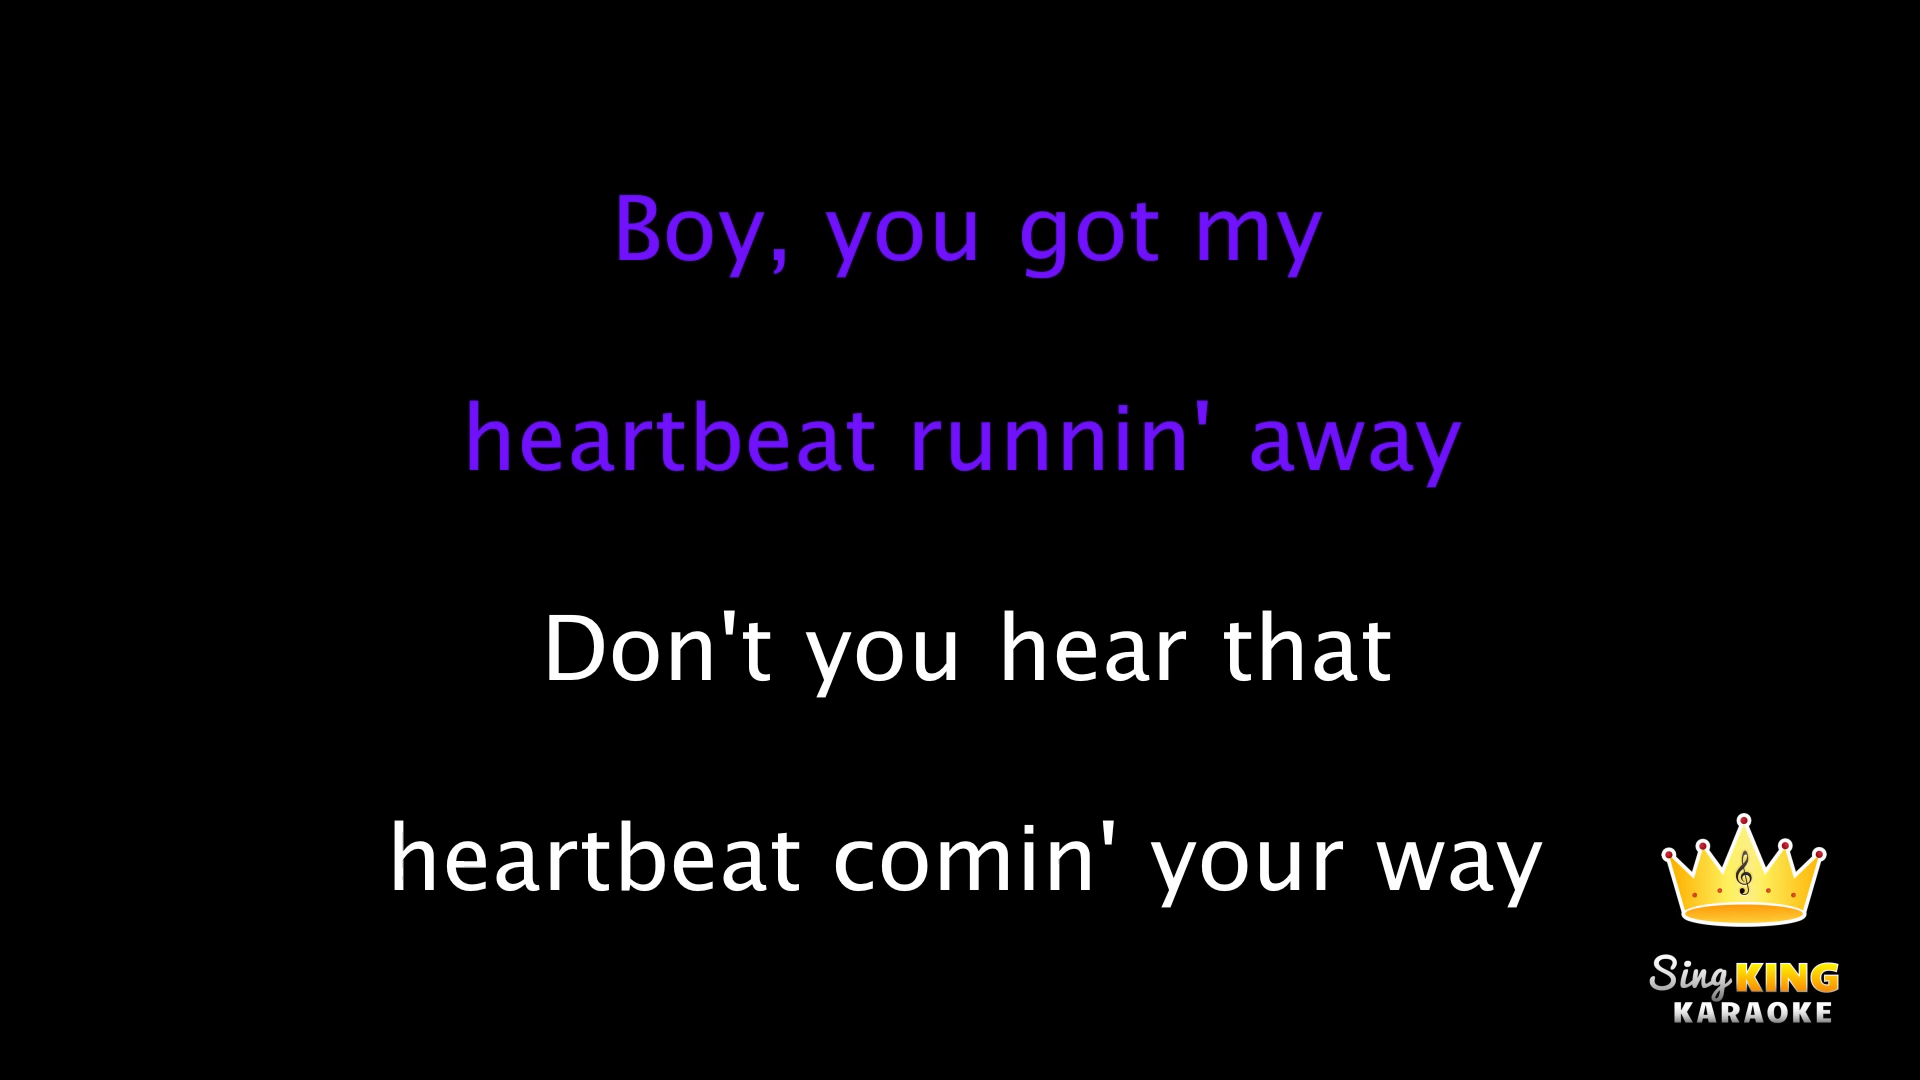 Boy, you got my
heartbeat runnin' away
Don't you hear that
heartbeat comin' your way
Sing KING
KARAOKE